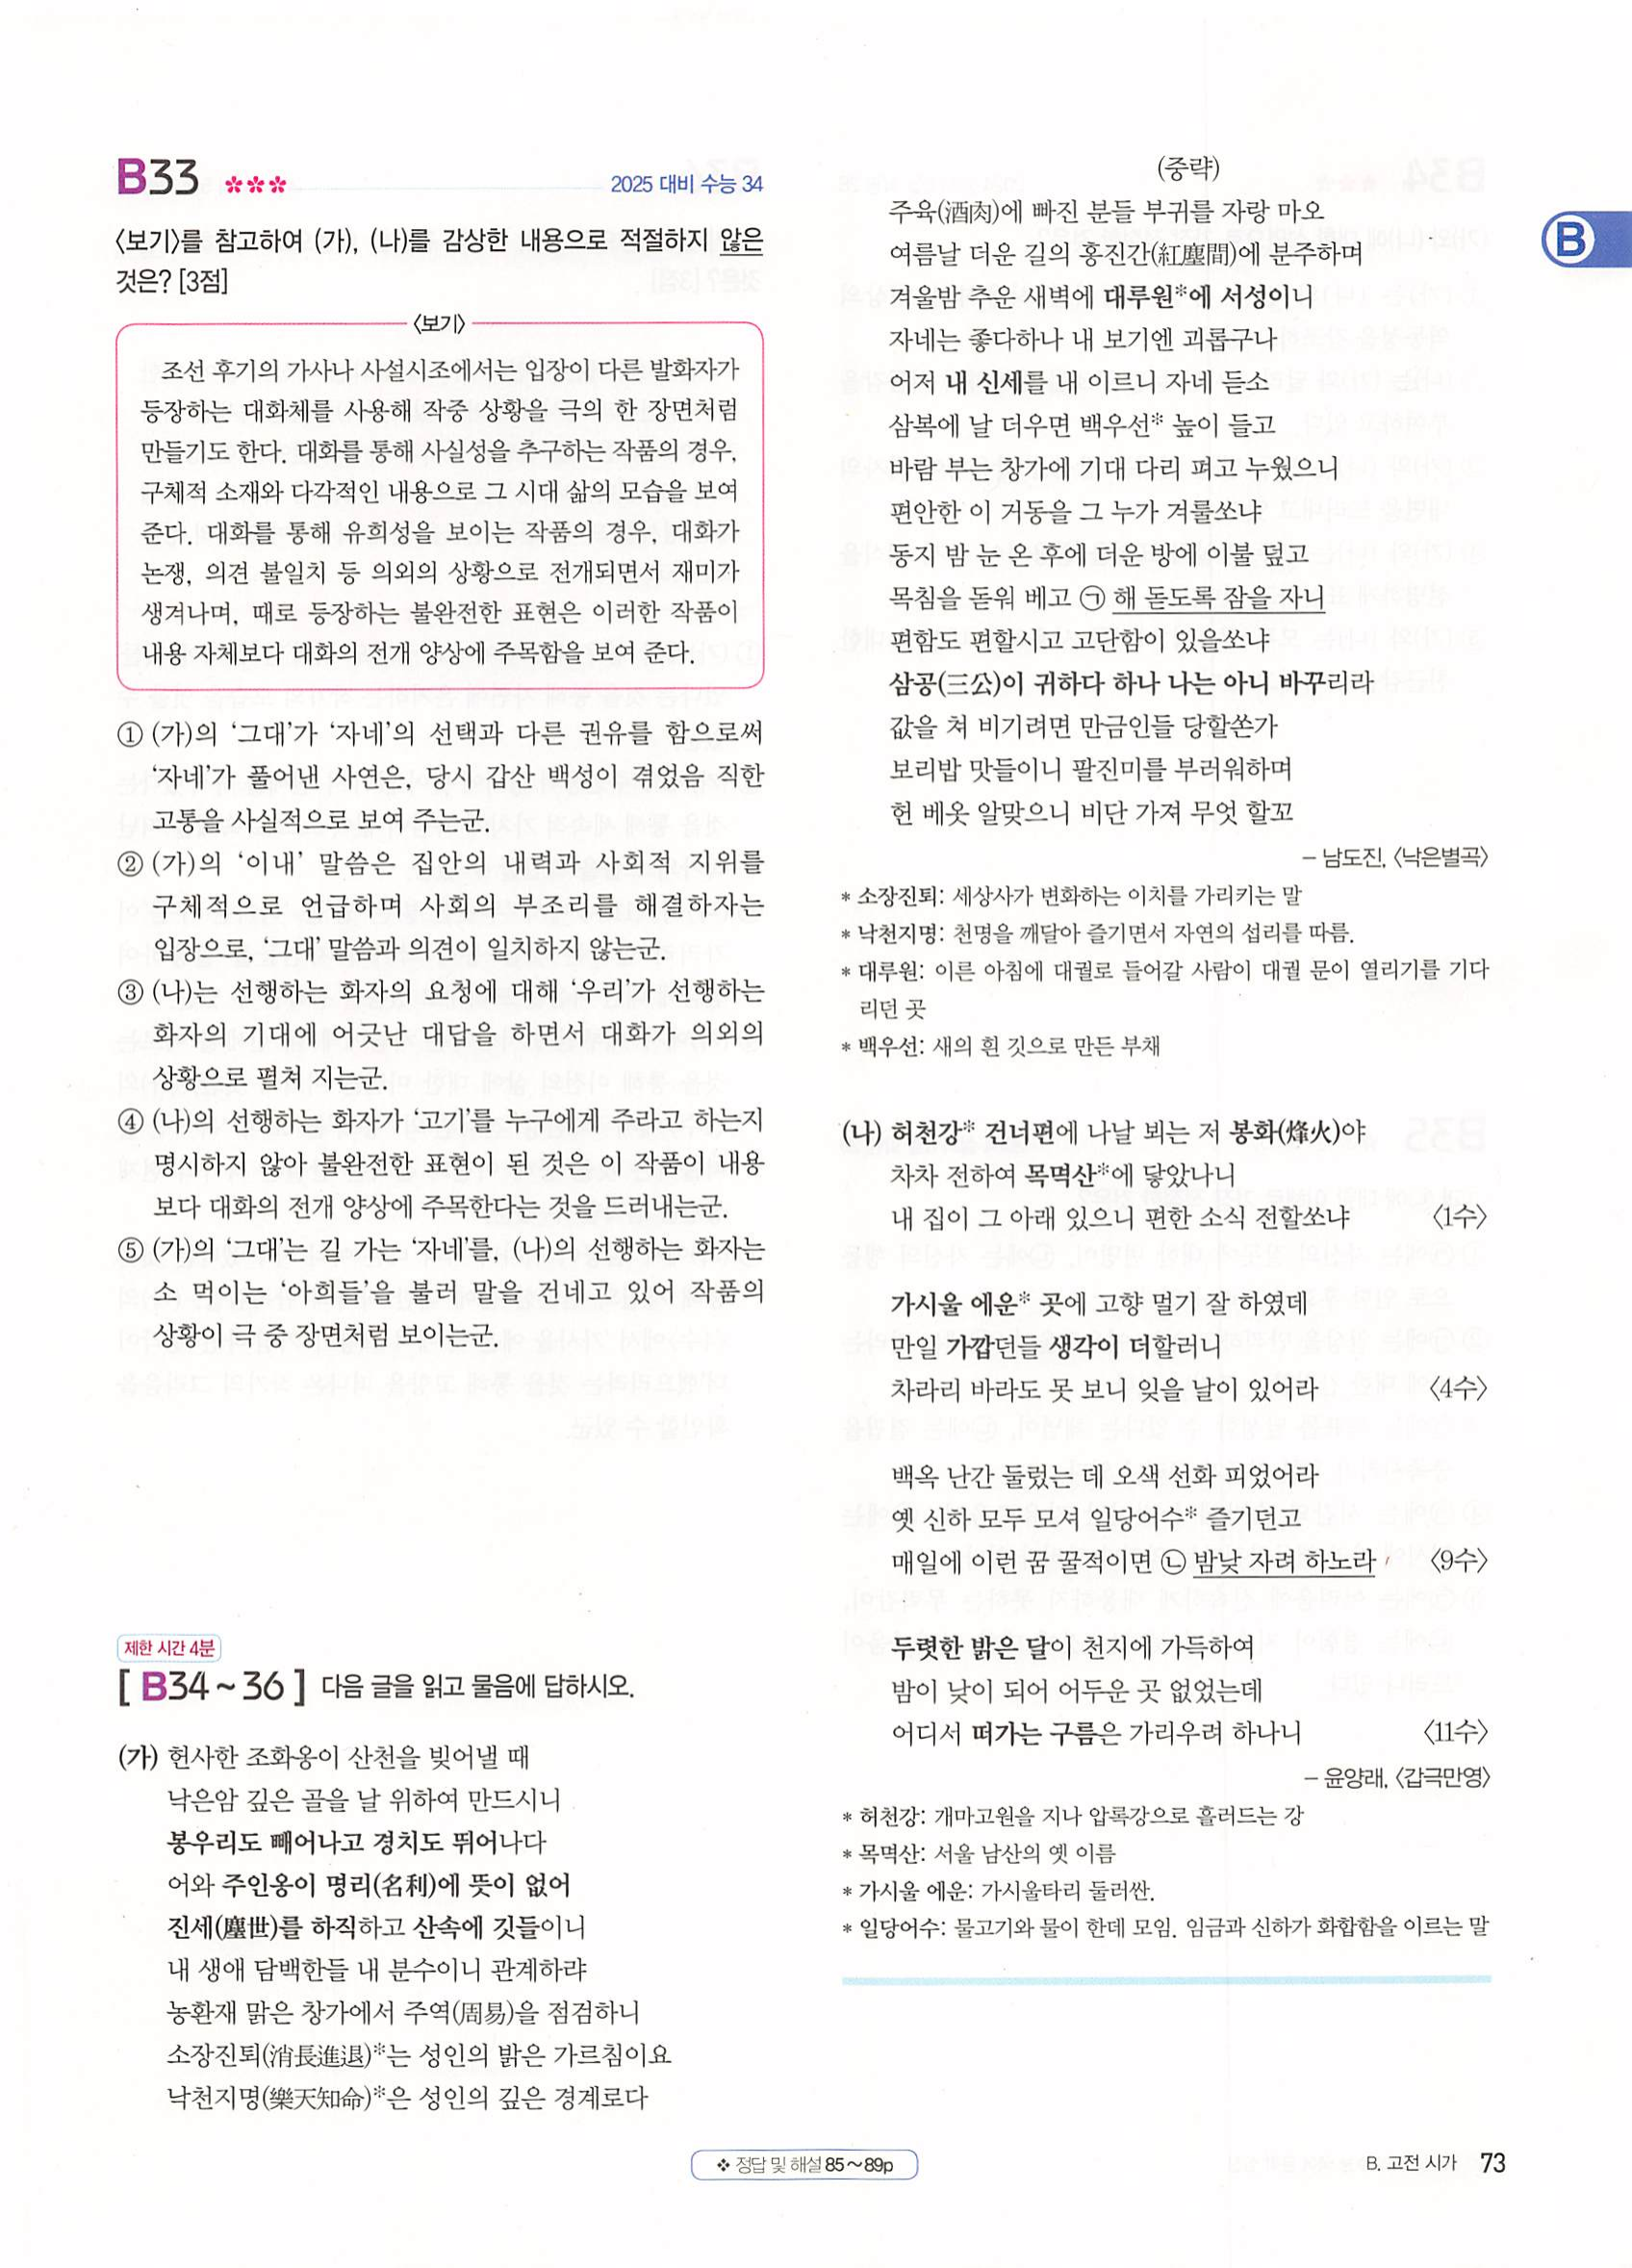 B33 ✽✽✽ 2025 대비 수능 34
〈보기〉를 참고하여 (가), (나)를 감상한 내용으로 적절하지 않은
것은? [3점]
〈보기〉
조선 후기의 가사나 사설시조에서는 입장이 다른 발화자가
등장하는 대화체를 사용해 작중 상황을 극의 한 장면처럼
만들기도 한다. 대화를 통해 사실성을 추구하는 작품의 경우,
구체적 소재와 다각적인 내용으로 그 시대 삶의 모습을 보여
준다. 대화를 통해 유희성을 보이는 작품의 경우, 대화가
논쟁, 의견 불일치 등 의외의 상황으로 전개되면서 재미가
생겨나며, 때로 등장하는 불완전한 표현은 이러한 작품이
내용 자체보다 대화의 전개 양상에 주목함을 보여 준다.
① (가)의 ‘그대’가 ‘자네’의 선택과 다른 권유를 함으로써
‘자네’가 풀어낸 사연은, 당시 갑산 백성이 겪었음 직한
고통을 사실적으로 보여 주는군.
② (가)의 ‘이내’ 말씀은 집안의 내력과 사회적 지위를
구체적으로 언급하며 사회의 부조리를 해결하자는
입장으로, ‘그대’ 말씀과 의견이 일치하지 않는군.
③ (나)는 선행하는 화자의 요청에 대해 ‘우리’가 선행하는
화자의 기대에 어긋난 대답을 하면서 대화가 의외의
상황으로 펼쳐 지는군.
④ (나)의 선행하는 화자가 ‘고기’를 누구에게 주라고 하는지
명시하지 않아 불완전한 표현이 된 것은 이 작품이 내용
보다 대화의 전개 양상에 주목한다는 것을 드러내는군.
⑤ (가)의 ‘그대’는 길 가는 ‘자네’를, (나)의 선행하는 화자는
소 먹이는 ‘아희들’을 불러 말을 건네고 있어 작품의
상황이 극 중 장면처럼 보이는군.
제한 시간 4분
[ B34 ~ 36 ] 다음 글을 읽고 물음에 답하시오.
(가) 헌사한 조화옹이 산천을 빚어낼 때
낙은암 깊은 골을 날 위하여 만드시니
봉우리도 빼어나고 경치도 뛰어나다
어와 주인옹이 명리(名利)에 뜻이 없어
진세(塵世)를 하직하고 산속에 깃들이니
내 생애 담백한들 내 분수이니 관계하랴
농환재 맑은 창가에서 주역(周易)을 점검하니
소장진퇴(消長進退)*는 성인의 밝은 가르침이요
낙천지명(樂天知命)*은 성인의 깊은 경계로다
(중략)
주육(酒肉)에 빠진 분들 부귀를 자랑 마오
여름날 더운 길의 홍진간(紅塵間)에 분주하며
겨울밤 추운 새벽에 대루원*에 서성이니
자네는 좋다하나 내 보기엔 괴롭구나
어저 내 신세를 내 이르니 자네 듣소
삼복에 날 더우면 백우선* 높이 들고
바람 부는 창가에 기대 다리 펴고 누웠으니
편안한 이 거동을 그 누가 겨룰쏘냐
동지 밤 눈 온 후에 더운 방에 이불 덮고
목침을 돋워 베고 ㉠ 해 돋도록 잠을 자니
편함도 편할시고 고단함이 있을쏘냐
삼공(三公)이 귀하다 하나 나는 아니 바꾸리라
값을 쳐 비기려면 만금인들 당할쏜가
보리밥 맛들이니 팔진미를 부러워하며
헌 베옷 알맞으니 비단 가져 무엇 할꼬
– 남도진, 〈낙은별곡〉
* 소장진퇴: 세상사가 변화하는 이치를 가리키는 말
* 낙천지명: 천명을 깨달아 즐기면서 자연의 섭리를 따름.
* 대루원: 이른 아침에 대궐로 들어갈 사람이 대궐 문이 열리기를 기다
리던 곳
* 백우선: 새의 흰 깃으로 만든 부채
(나) 허천강* 건너편에 나날 뵈는 저 봉화(烽火)야
차차 전하여 목멱산*에 닿았나니
내 집이 그 아래 있으니 편한 소식 전할쏘냐 〈1수〉
가시울 에운* 곳에 고향 멀기 잘 하였데
만일 가깝던들 생각이 더할러니
차라리 바라도 못 보니 잊을 날이 있어라 〈4수〉
백옥 난간 둘렀는 데 오색 선화 피었어라
옛 신하 모두 모셔 일당어수* 즐기던고
매일에 이런 꿈 꿀적이면 ㉡ 밤낮 자려 하노라 〈9수〉
두렷한 밝은 달이 천지에 가득하여
밤이 낮이 되어 어두운 곳 없었는데
어디서 떠가는 구름은 가리우려 하나니 〈11수〉
– 윤양래, 〈갑극만영〉
* 허천강: 개마고원을 지나 압록강으로 흘러드는 강
* 목멱산: 서울 남산의 옛 이름
* 가시울 에운: 가시울타리 둘러싼.
* 일당어수: 물고기와 물이 한데 모임. 임금과 신하가 화합함을 이르는 말
B
❖ 정답 및 해설 85~89p
B. 고전 시가 73